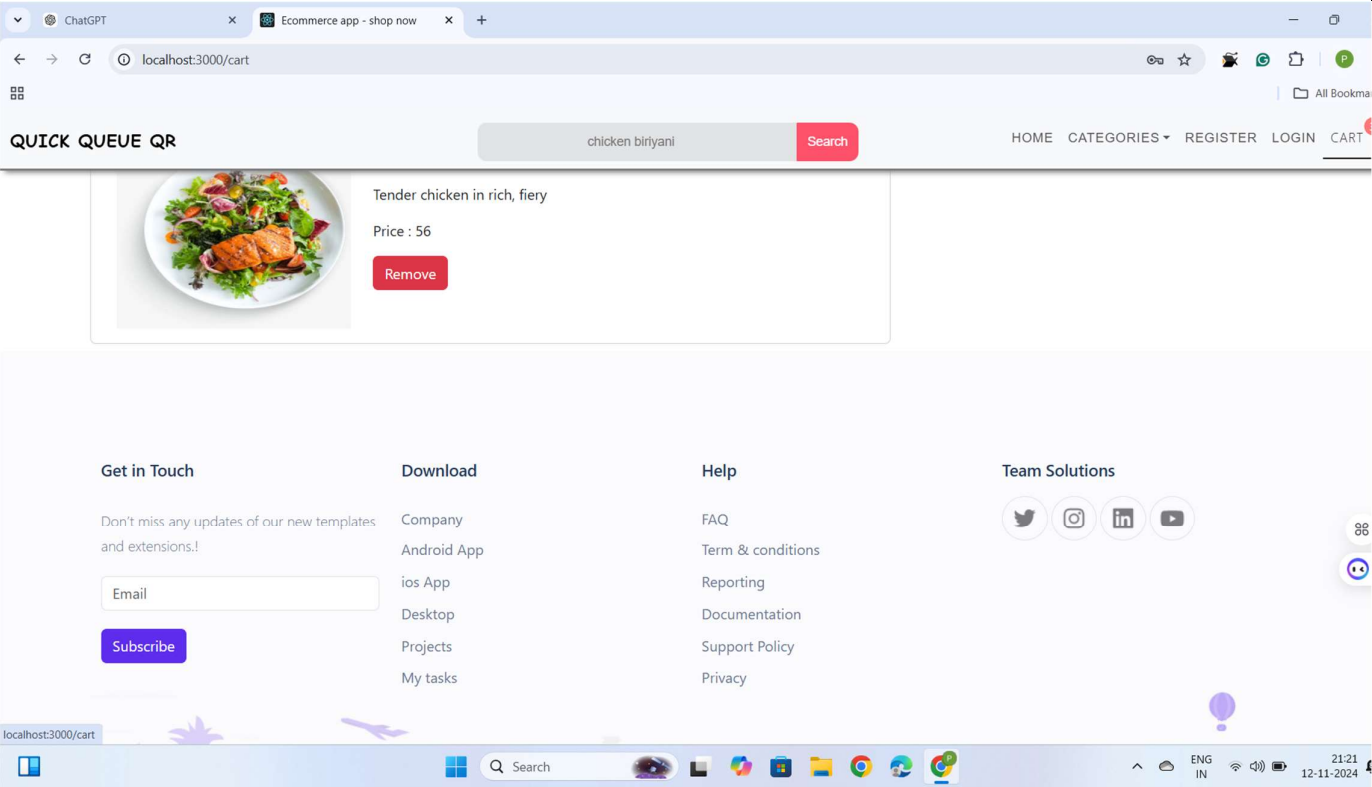 ChatGPT
Ecommerce app - shop now
localhost:3000/cart
All Bookma
QUICK QUEUE QR
chicken biriyani
Search
HOME CATEGORIES REGISTER LOGIN CART
Tender chicken in rich, fiery
Price : 56
Remove
Get in Touch
Don't miss any updates of our new templates
and extensions.!
Email
Subscribe
Download
Company
Android App
ios App
Desktop
Projects
My tasks
Help
FAQ
Term & conditions
Reporting
Documentation
Support Policy
Privacy
Team Solutions
localhost:3000/cart
Search
ENG
IN
21:21
12-11-2024